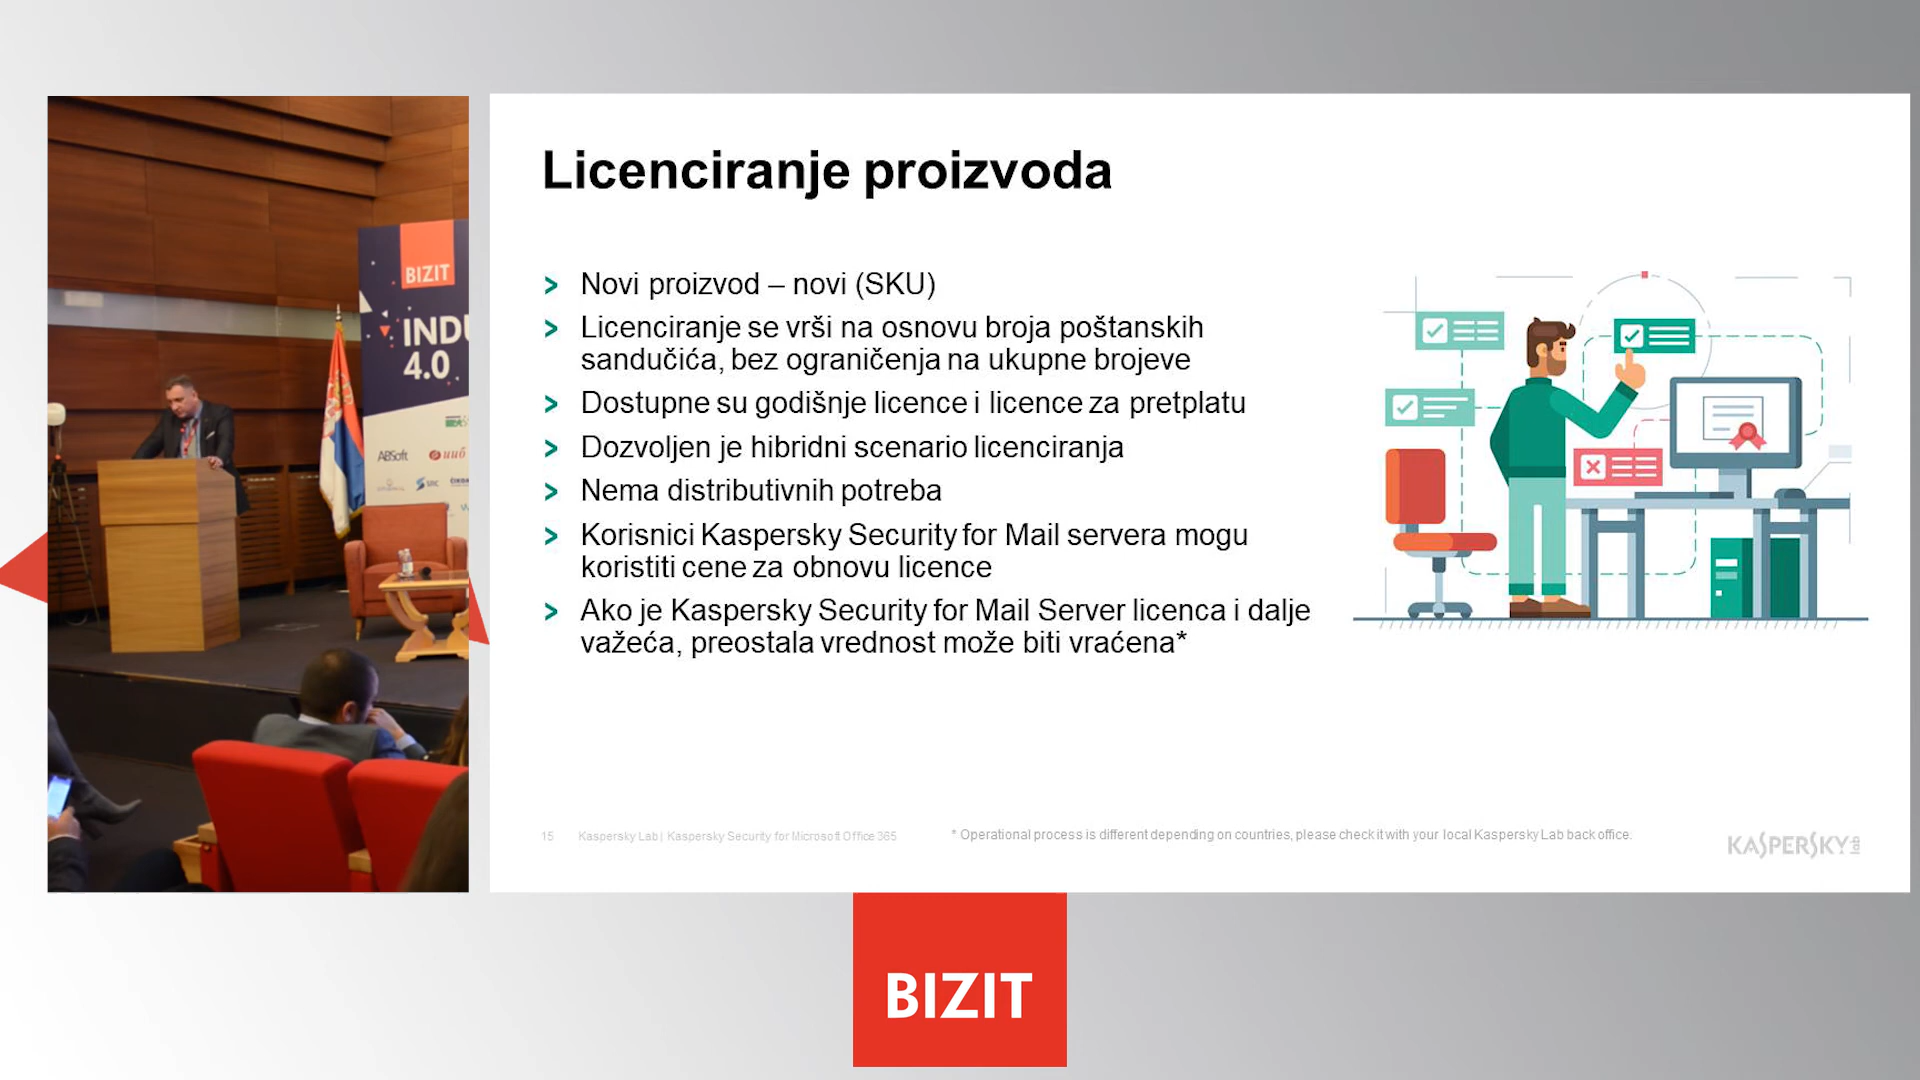 Licenciranje proizvoda
> Novi proizvod – novi (SKU)
> Licenciranje se vrši na osnovu broja poštanskih
sandučića, bez ograničenja na ukupne brojeve
> Dostupne su godišnje licence i licence za pretplatu
> Dozvoljen je hibridni scenario licenciranja
> Nema distributivnih potreba
> Korisnici Kaspersky Security for Mail servera mogu
koristiti cene za obnovu licence
> Ako je Kaspersky Security for Mail Server licenca i dalje
važeća, preostala vrednost može biti vraćena*
15 Kaspersky Lab | Kaspersky Security for Microsoft Office 365
* Operational process is different depending on countries, please check it with your local Kaspersky Lab back office.
KASPERSKY lab
BIZIT
INDU
4.0
ABSoft
BIZIT